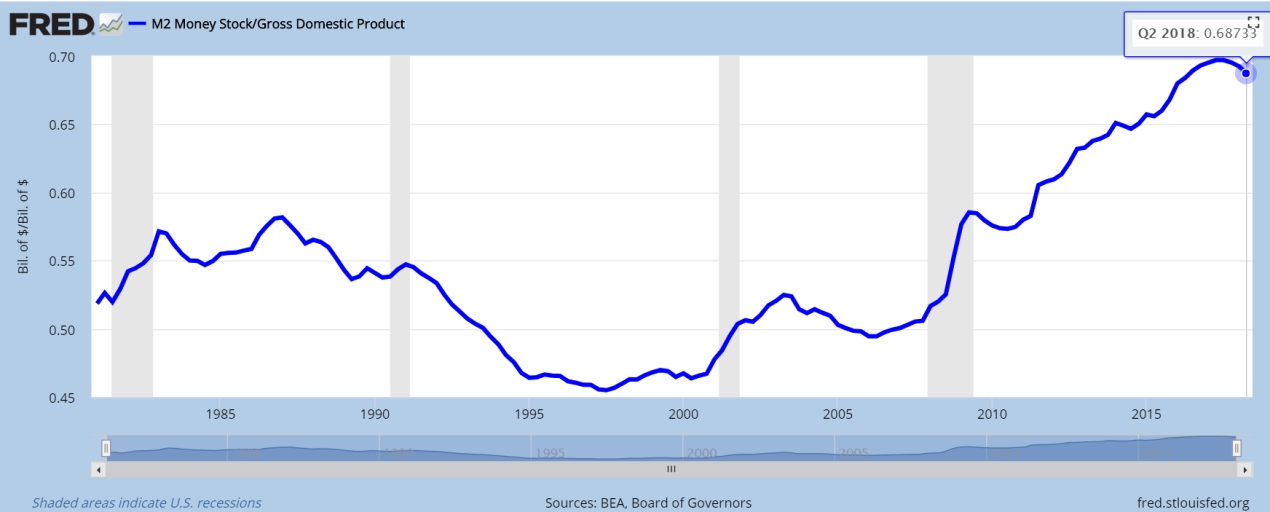 FRED M2 Money Stock/Gross Domestic Product
Q2 2018: 0.68733
0.70
0.65
0.60
0.55
0.50
0.45
Bil. of $/Bil. of $
1985 1990 1995 2000 2005 2010 2015
1995 2000 2005
Shaded areas indicate U.S. recessions Sources: BEA, Board of Governors fred.stlouisfed.org